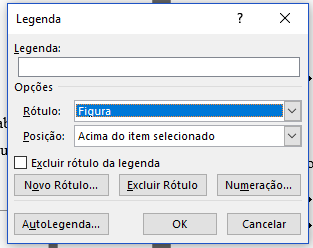 Legenda
Legenda:
Opções
Rótulo: Figura
Posição: Acima do item selecionado
Excluir rótulo da legenda
Novo Rótulo... Excluir Rótulo Numeração...
AutoLegenda... OK Cancelar